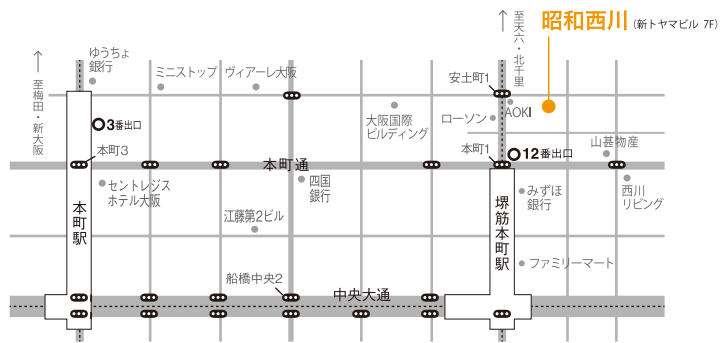 昭和西川 (新トヤマビル 7F)
至天六・北千里
ゆうちょ
銀行
至梅田・新大阪
ミニストップ
ヴィアーレ大阪
安土町1
AOKI
ローソン
大阪国際
ビルディング
3番出口
本町3
本町通
本町1
12番出口
山甚物産
セントレジス
ホテル大阪
四国
銀行
みずほ
銀行
西川
リビング
本町駅
江藤第2ビル
堺筋本町駅
ファミリーマート
船橋中央2
中央大通